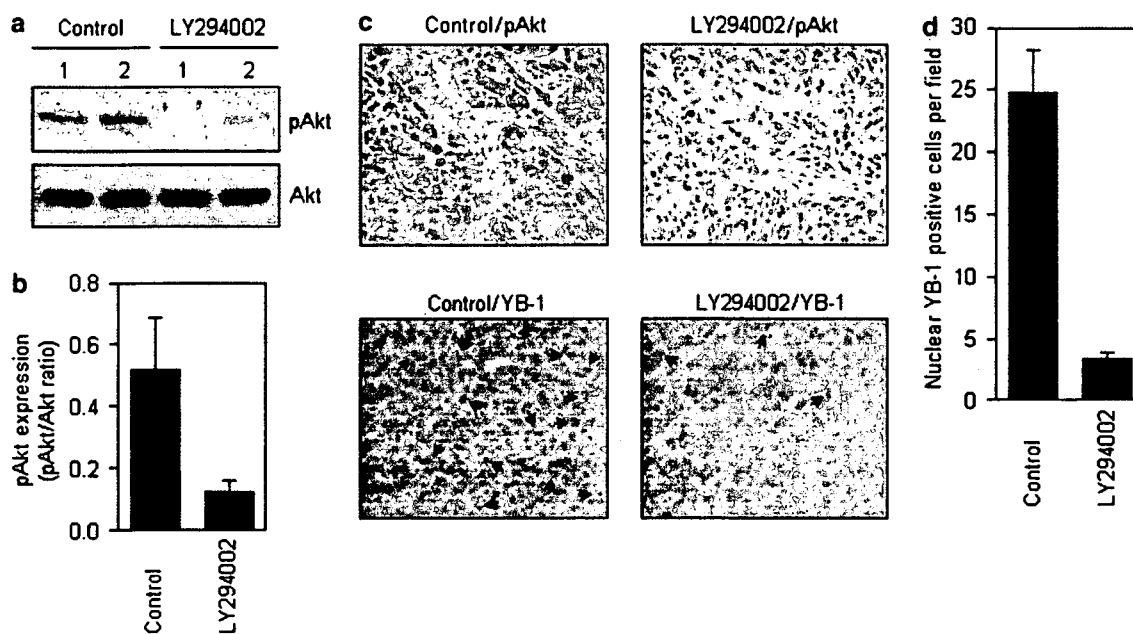 a
Control LY294002
1 2 1 2
pAkt
Akt
b
pAkt expression
(pAkt/Akt ratio)
0.8
0.6
0.4
0.2
0.0
Control
LY294002
c
Control/pAkt
LY294002/pAkt
Control/YB-1
LY294002/YB-1
d
Nuclear YB-1 positive cells per field
30
25
20
15
10
5
0
Control
LY294002